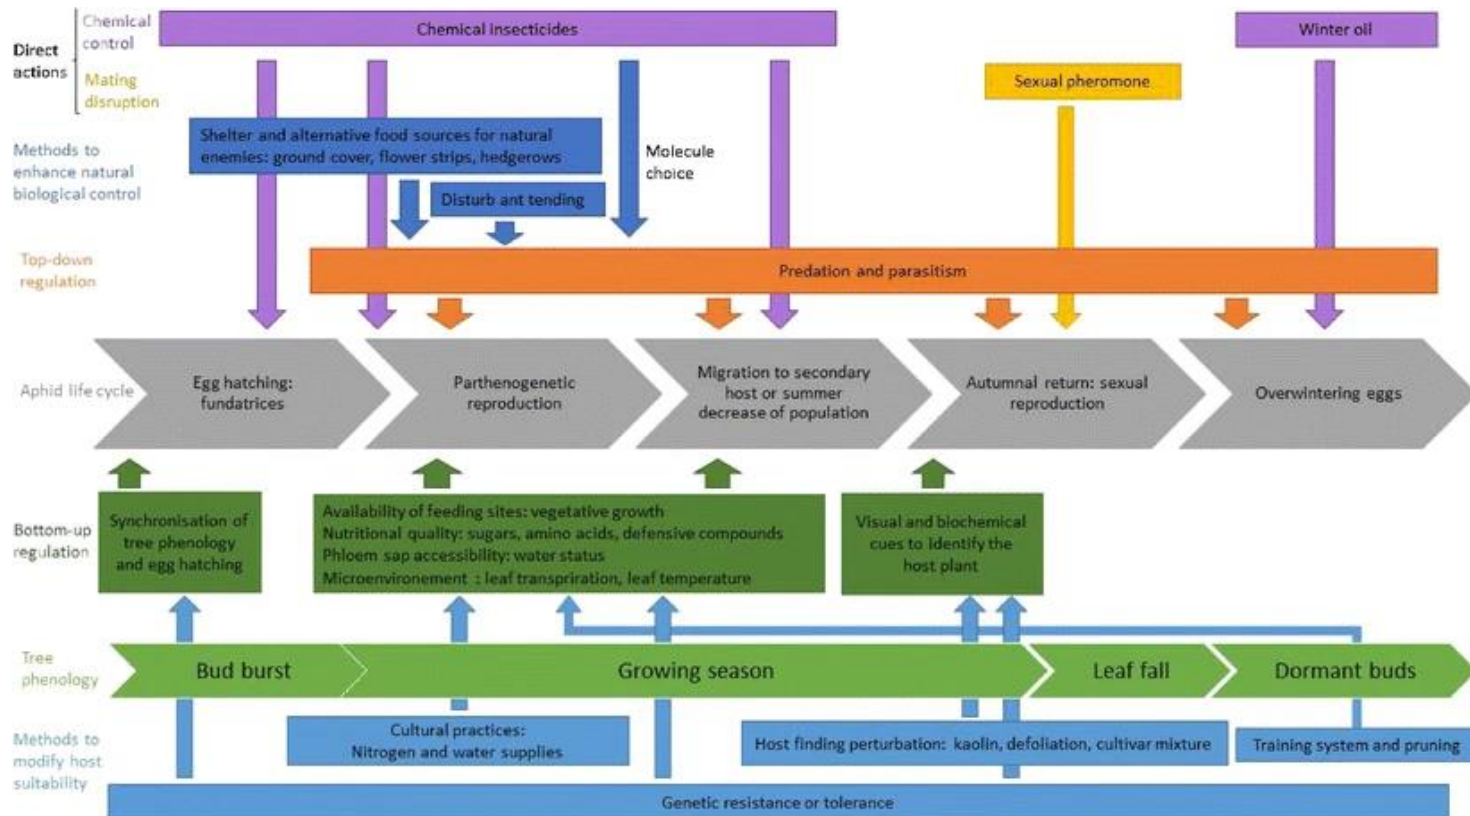 Chemical
control
Chemical insecticides
Winter oil
Direct
actions
Mating
disruption
Sexual pheromone
Methods to
enhance natural
biological control
Shelter and alternative food sources for natural
enemies: ground cover, flower strips, hedgerows
Molecule
choice
Disturb ant tending
Top-down
regulation
Predation and parasitism
Aphid life cycle
Egg hatching:
fundatrices
Parthenogenetic
reproduction
Migration to secondary
host or summer
decrease of population
Autumnal return: sexual
reproduction
Overwintering eggs
Bottom-up
regulation
Synchronisation of
tree phenology
and egg hatching
Availability of feeding sites: vegetative growth
Nutritional quality: sugars, amino acids, defensive compounds
Phloem sap accessibility: water status
Microenvironement : leaf transpriration, leaf temperature
Visual and biochemical
cues to identify the
host plant
Tree
phenology
Bud burst
Growing season
Leaf fall
Dormant buds
Methods to
modify host
suitability
Cultural practices:
Nitrogen and water supplies
Host finding perturbation: kaolin, defoliation, cultivar mixture
Training system and pruning
Genetic resistance or tolerance